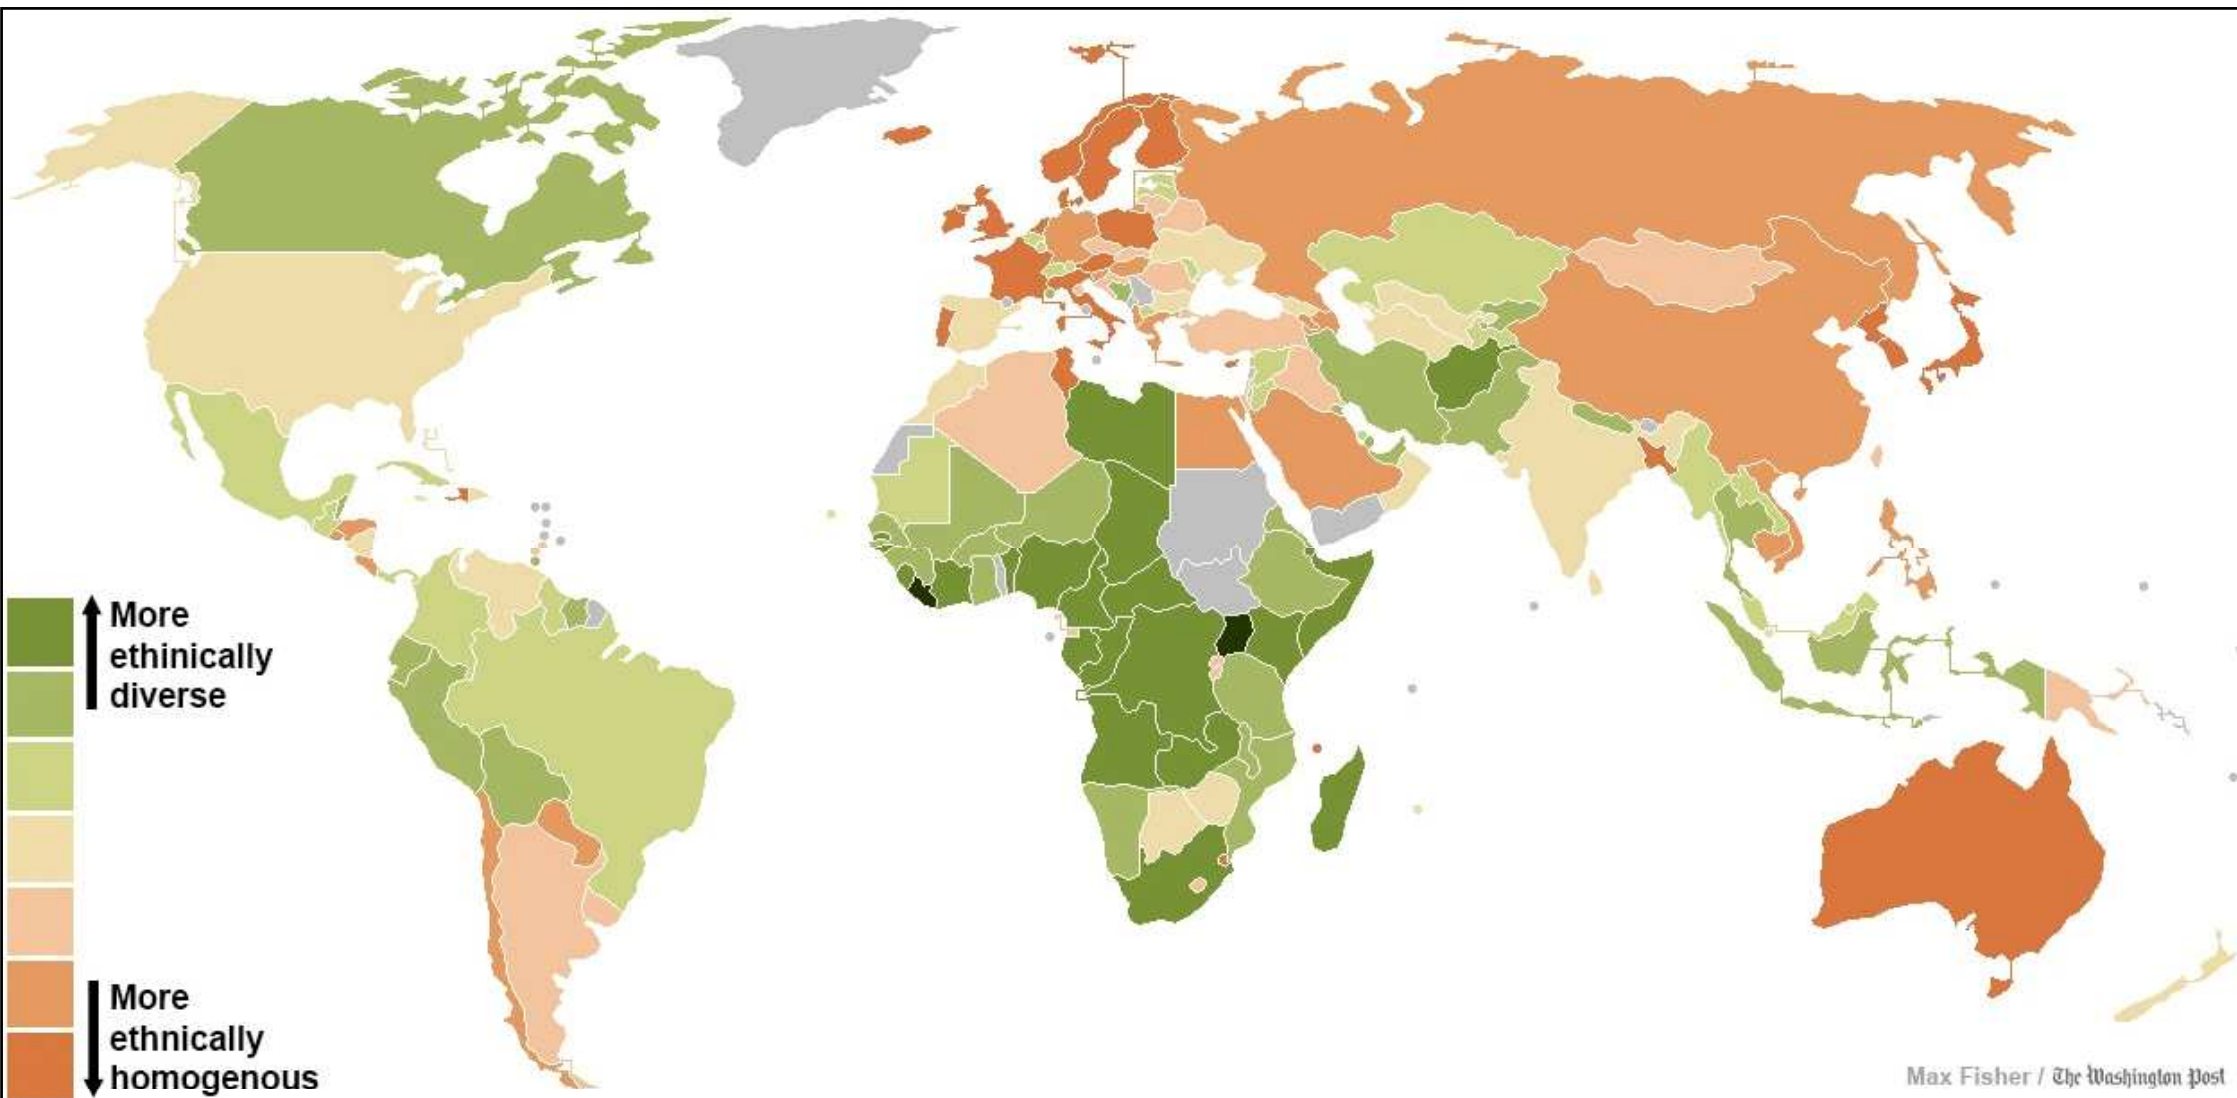 More
ethinically
diverse
More
ethnically
homogenous
Max Fisher / The Washington Post